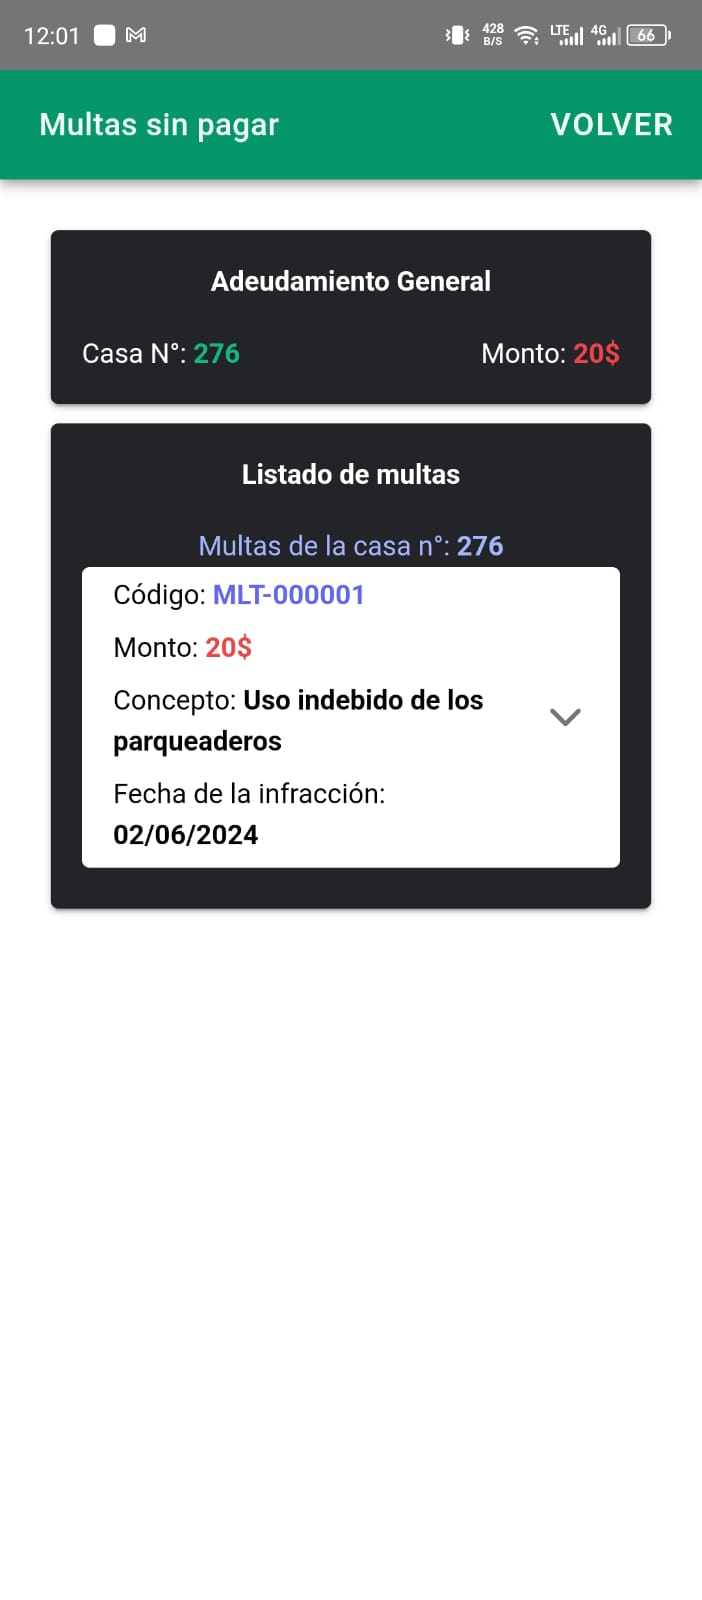 12:01 428 B/S LTE 4G 66
Multas sin pagar VOLVER
Adeudamiento General
Casa N°: 276 Monto: 20$
Listado de multas
Multas de la casa n°: 276
Código: MLT-000001
Monto: 20$
Concepto: Uso indebido de los
parqueaderos
Fecha de la infracción:
02/06/2024